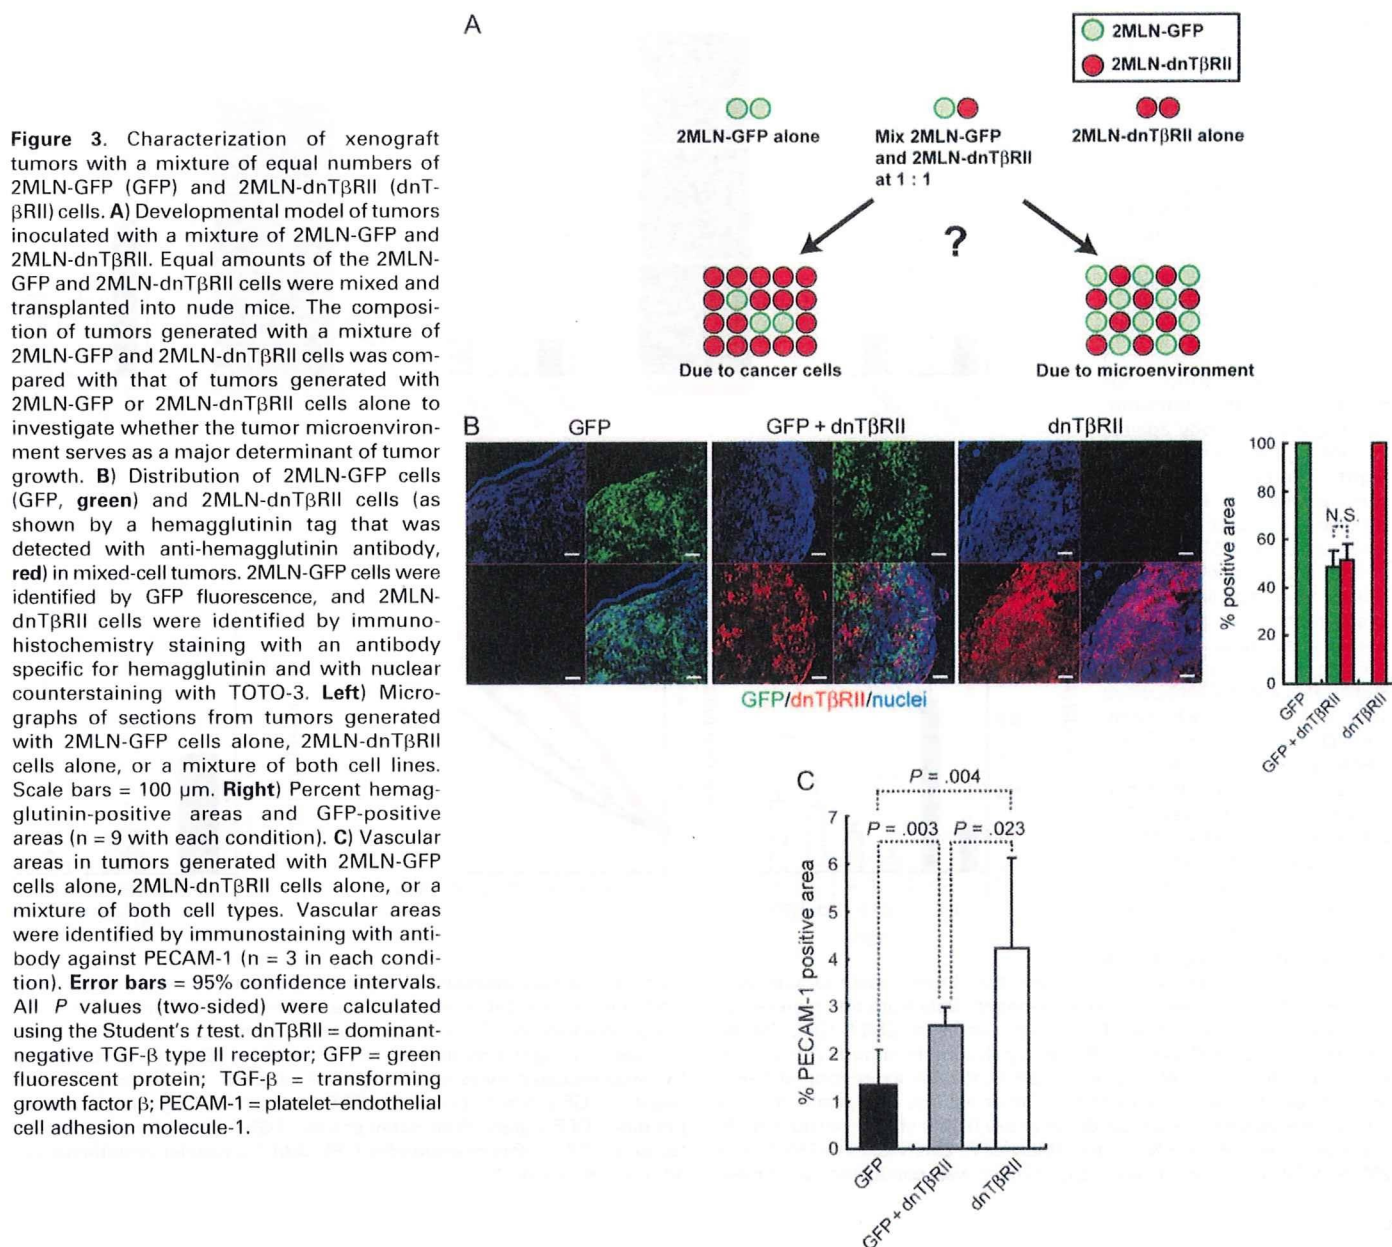 Figure 3. Characterization of xenograft
tumors with a mixture of equal numbers of
2MLN-GFP (GFP) and 2MLN-dnTβRII (dnT-
βRII) cells. A) Developmental model of tumors
inoculated with a mixture of 2MLN-GFP and
2MLN-dnTβRII. Equal amounts of the 2MLN-
GFP and 2MLN-dnTβRII cells were mixed and
transplanted into nude mice. The composi-
tion of tumors generated with a mixture of
2MLN-GFP and 2MLN-dnTβRII cells was com-
pared with that of tumors generated with
2MLN-GFP or 2MLN-dnTβRII cells alone to
investigate whether the tumor microenviron-
ment serves as a major determinant of tumor
growth. B) Distribution of 2MLN-GFP cells
(GFP, green) and 2MLN-dnTβRII cells (as
shown by a hemagglutinin tag that was
detected with anti-hemagglutinin antibody,
red) in mixed-cell tumors. 2MLN-GFP cells were
identified by GFP fluorescence, and 2MLN-
dnTβRII cells were identified by immuno-
histochemistry staining with an antibody
specific for hemagglutinin and with nuclear
counterstaining with TOTO-3. Left) Micro-
graphs of sections from tumors generated
with 2MLN-GFP cells alone, 2MLN-dnTβRII
cells alone, or a mixture of both cell lines.
Scale bars = 100 μm. Right) Percent hemag-
glutinin-positive areas and GFP-positive
areas (n = 9 with each condition). C) Vascular
areas in tumors generated with 2MLN-GFP
cells alone, 2MLN-dnTβRII cells alone, or a
mixture of both cell types. Vascular areas
were identified by immunostaining with anti-
body against PECAM-1 (n = 3 in each condi-
tion). Error bars = 95% confidence intervals.
All P values (two-sided) were calculated
using the Student's t test. dnTβRII = dominant-
negative TGF-β type II receptor; GFP = green
fluorescent protein; TGF-β = transforming
growth factor β; PECAM-1 = platelet–endothelial
cell adhesion molecule-1.
A
2MLN-GFP
2MLN-dnTβRII
2MLN-GFP alone
Mix 2MLN-GFP
and 2MLN-dnTβRII
at 1 : 1
2MLN-dnTβRII alone
?
Due to cancer cells
Due to microenvironment
B
GFP
GFP + dnTβRII
dnTβRII
GFP/dnTβRII/nuclei
% positive area
100
80
60
40
20
0
N.S.
GFP
GFP + dnTβRII
dnTβRII
C
P = .004
P = .003
P = .023
% PECAM-1 positive area
7
6
5
4
3
2
1
0
GFP
GFP + dnTβRII
dnTβRII